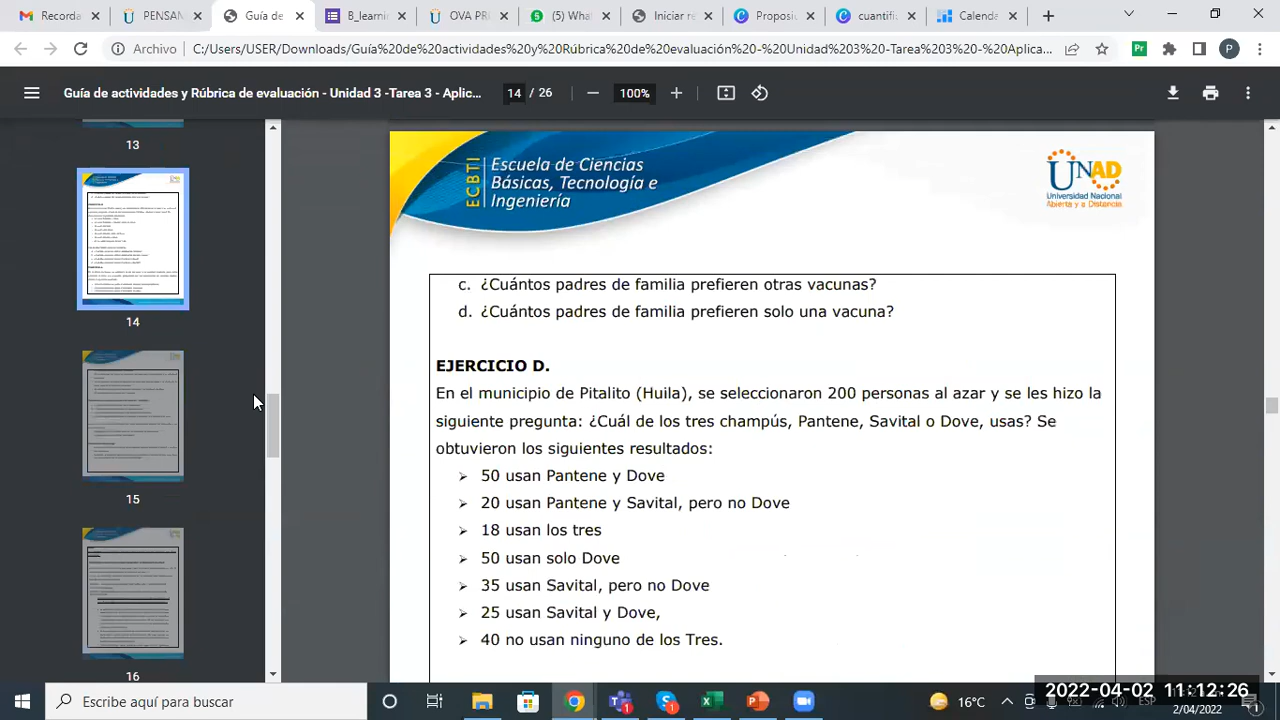 Recorda
PENSAN
Guía de
B_learni
OVA PRE
(5) (What
Iniciar re
Proposi
cuantifi
Calenda
Archivo
C:/Users/USER/Downloads/Guía%20de%20actividades%20y%20Rúbrica%20de%20evaluación%20-%20Unidad%203%20-Tarea%203%20-%20Aplica...
Guía de actividades y Rúbrica de evaluación - Unidad 3 -Tarea 3 - Aplic...
14 / 26
100%
13
14
15
16
ECBTI
Escuela de Ciencias
Básicas, Tecnología e
Ingeniería
UNAD
Universidad Nacional
Abierta y a Distancia
c. ¿Cuántos padres de familia prefieren otras vacunas?
d. ¿Cuántos padres de familia prefieren solo una vacuna?
EJERCICIO D.
En el municipio de Pitalito (Huila), se seleccionaron 200 personas al azar y se les hizo la
siguiente pregunta: ¿Cuál de los tres champús, Pantene, Savital o Dove, usas? Se
obtuvieron los siguientes resultados:
➢ 50 usan Pantene y Dove
➢ 20 usan Pantene y Savital, pero no Dove
➢ 18 usan los tres
➢ 50 usan solo Dove
➢ 35 usan Savital, pero no Dove
➢ 25 usan Savital y Dove,
➢ 40 no usan ninguno de los Tres.
Escribe aquí para buscar
16°C
ESP
2022-04-02 11:12:26
2/04/2022